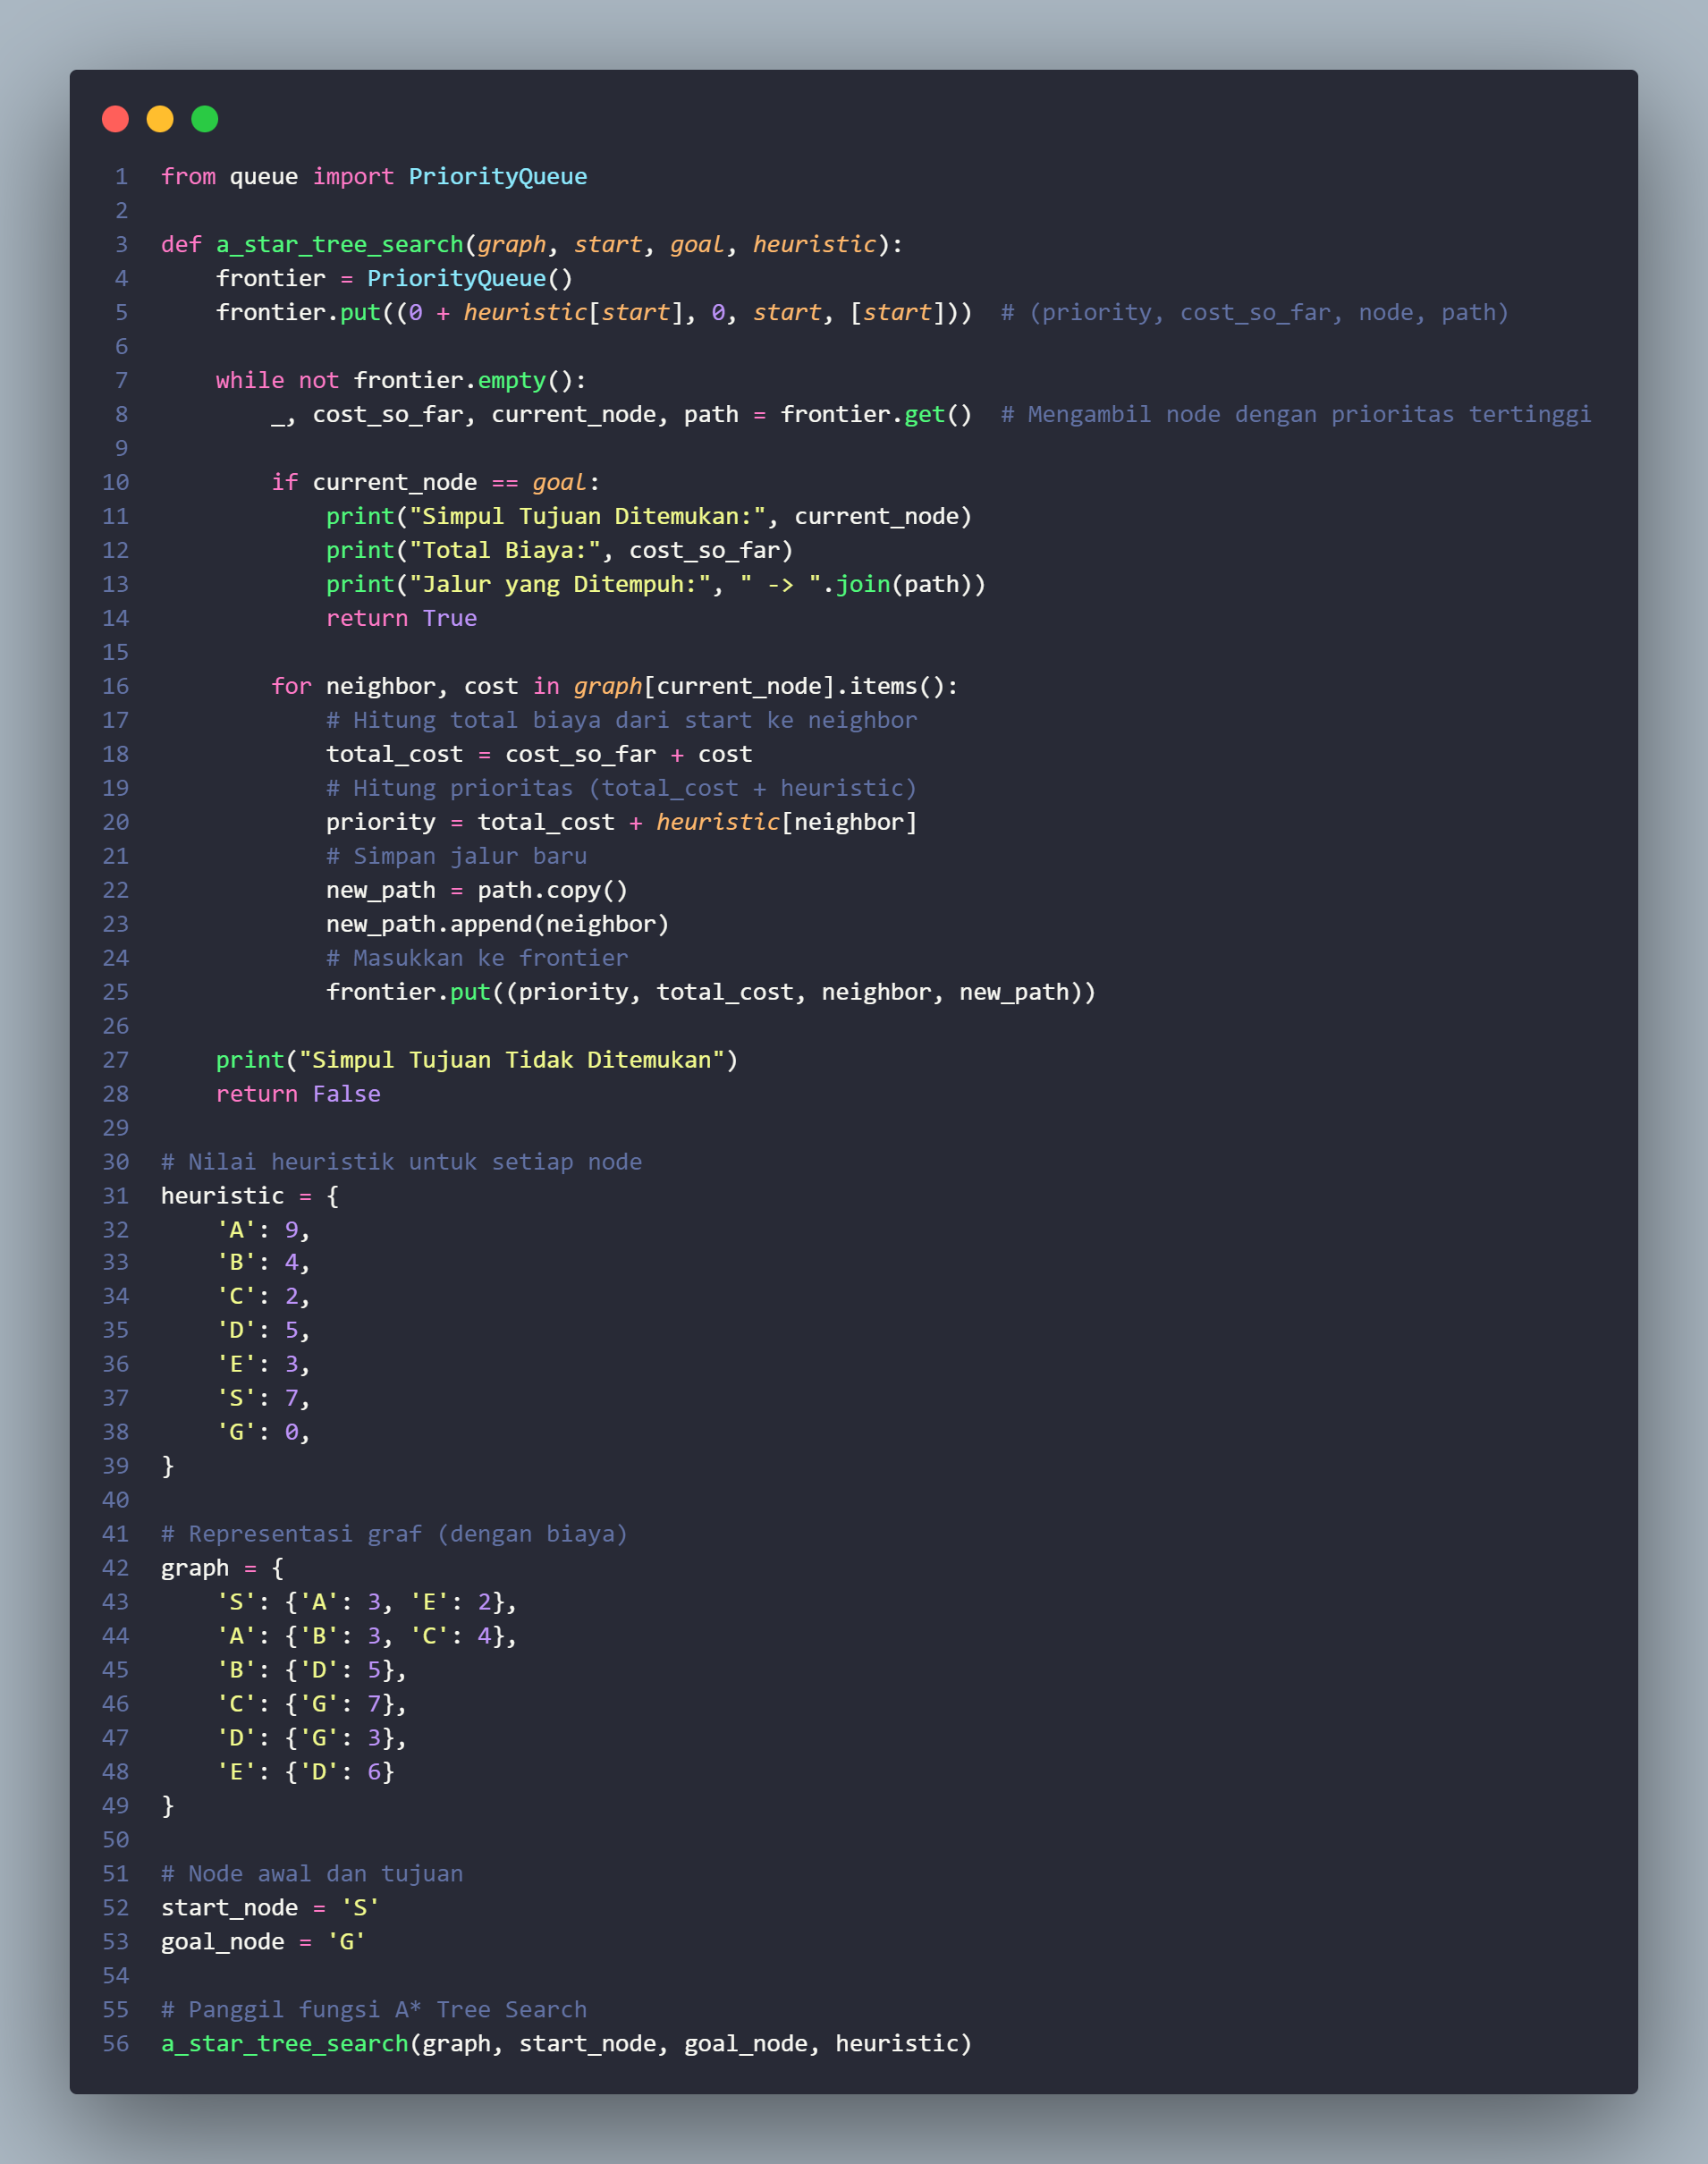 1 from queue import PriorityQueue
2
3 def a_star_tree_search(graph, start, goal, heuristic):
4     frontier = PriorityQueue()
5     frontier.put((0 + heuristic[start], 0, start, [start]))  # (priority, cost_so_far, node, path)
6
7     while not frontier.empty():
8         _, cost_so_far, current_node, path = frontier.get()  # Mengambil node dengan prioritas tertinggi
9
10         if current_node == goal:
11             print("Simpul Tujuan Ditemukan:", current_node)
12             print("Total Biaya:", cost_so_far)
13             print("Jalur yang Ditempuh:", " -> ".join(path))
14             return True
15
16         for neighbor, cost in graph[current_node].items():
17             # Hitung total biaya dari start ke neighbor
18             total_cost = cost_so_far + cost
19             # Hitung prioritas (total_cost + heuristic)
20             priority = total_cost + heuristic[neighbor]
21             # Simpan jalur baru
22             new_path = path.copy()
23             new_path.append(neighbor)
24             # Masukkan ke frontier
25             frontier.put((priority, total_cost, neighbor, new_path))
26
27     print("Simpul Tujuan Tidak Ditemukan")
28     return False
29
30 # Nilai heuristik untuk setiap node
31 heuristic = {
32     'A': 9,
33     'B': 4,
34     'C': 2,
35     'D': 5,
36     'E': 3,
37     'S': 7,
38     'G': 0,
39 }
40
41 # Representasi graf (dengan biaya)
42 graph = {
43     'S': {'A': 3, 'E': 2},
44     'A': {'B': 3, 'C': 4},
45     'B': {'D': 5},
46     'C': {'G': 7},
47     'D': {'G': 3},
48     'E': {'D': 6}
49 }
50
51 # Node awal dan tujuan
52 start_node = 'S'
53 goal_node = 'G'
54
55 # Panggil fungsi A* Tree Search
56 a_star_tree_search(graph, start_node, goal_node, heuristic)